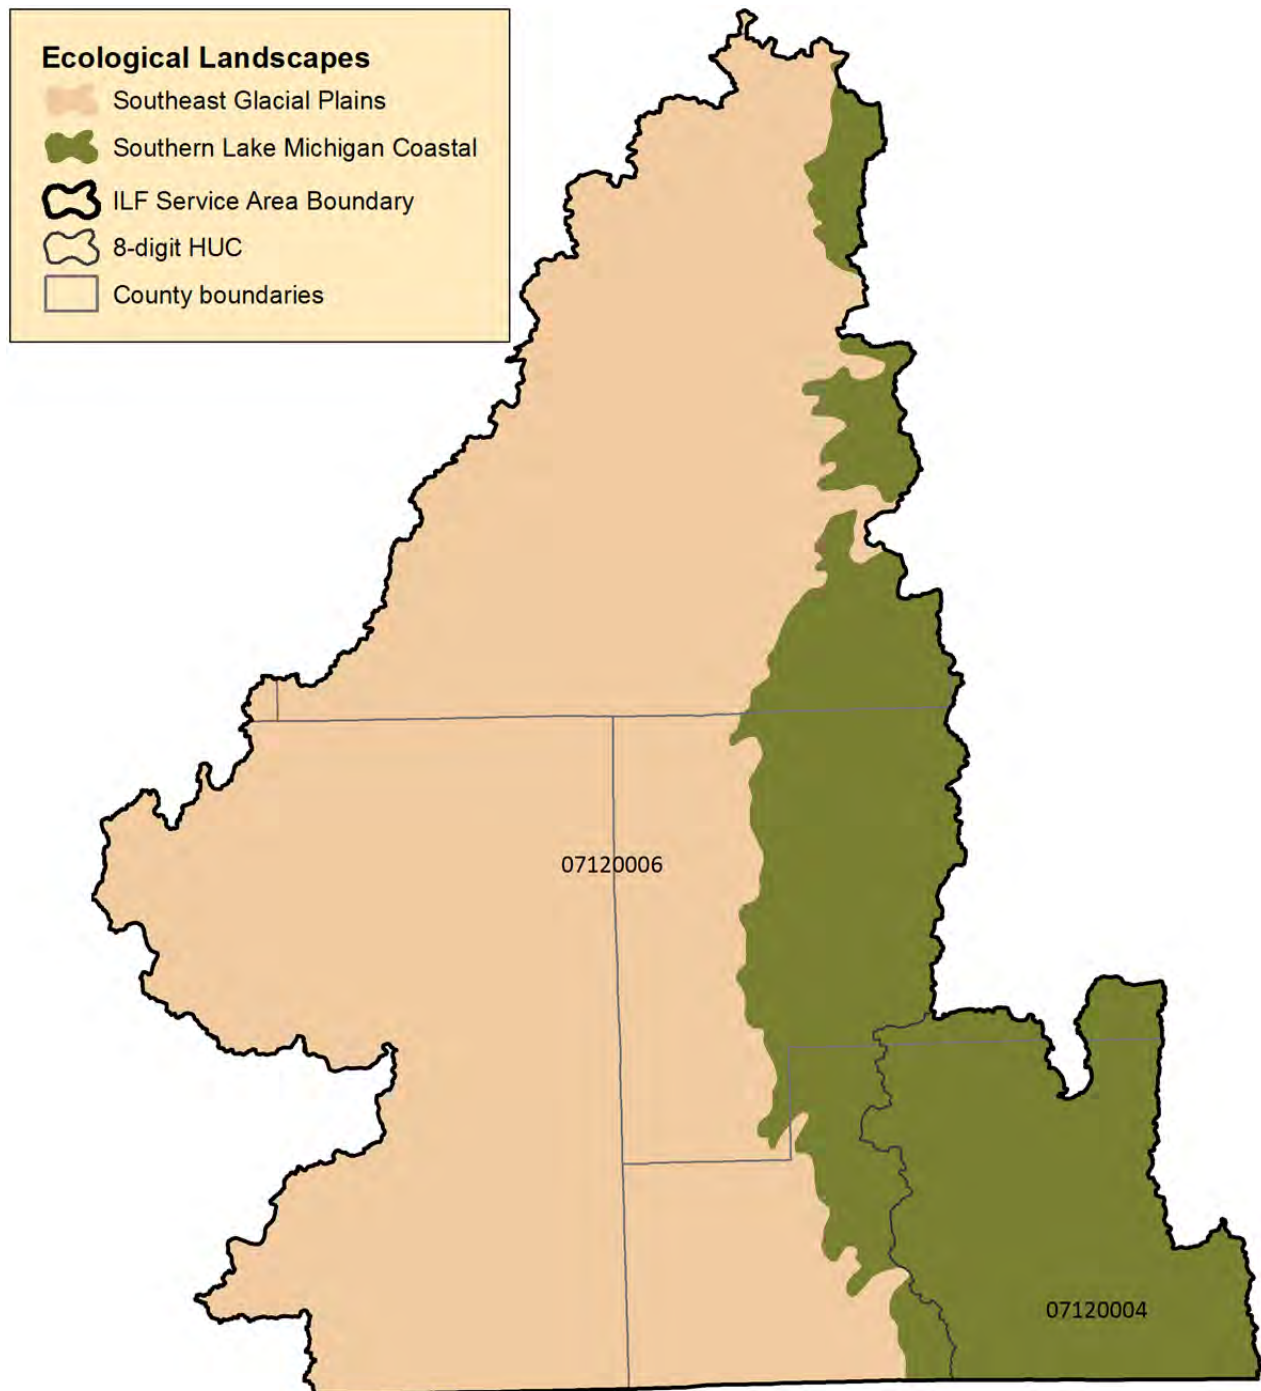 Ecological Landscapes
Southeast Glacial Plains
Southern Lake Michigan Coastal
ILF Service Area Boundary
8-digit HUC
County boundaries
07120006
07120004